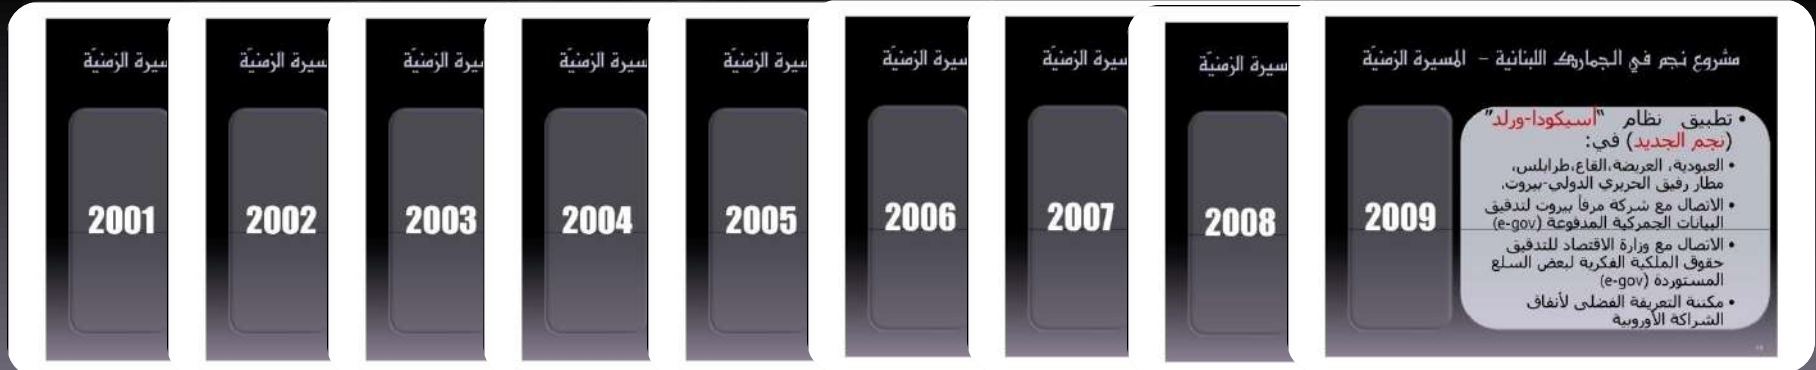 سيرة الزمنيّة
2001
سيرة الزمنيّة
2002
يرة الزمنيّة
2003
سيرة الزمنيّة
2004
سيرة الزمنيّة
2005
سيرة الزمنيّة
2006
سيرة الزمنيّة
2007
سيرة الزمنيّة
2008
مشروع نجم في الجمارك اللبنانية – المسيرة الزمنيّة
2009
• تطبيق نظام "أسيكودا-ورلد"
(نجم الجديد) في:
• العبودية، العريضة،القاع،طرابلس،
مطار رفيق الحريري الدولي-بيروت.
• الاتصال مع شركة مرفأ بيروت لتدقيق
البيانات الجمركية المدفوعة (e-gov)
• الاتصال مع وزارة الاقتصاد للتدقيق
حقوق الملكية الفكرية لبعض السلع
المستوردة (e-gov)
• مكننة التعريفة الفضلى لأتفاق
الشراكة الأوروبية